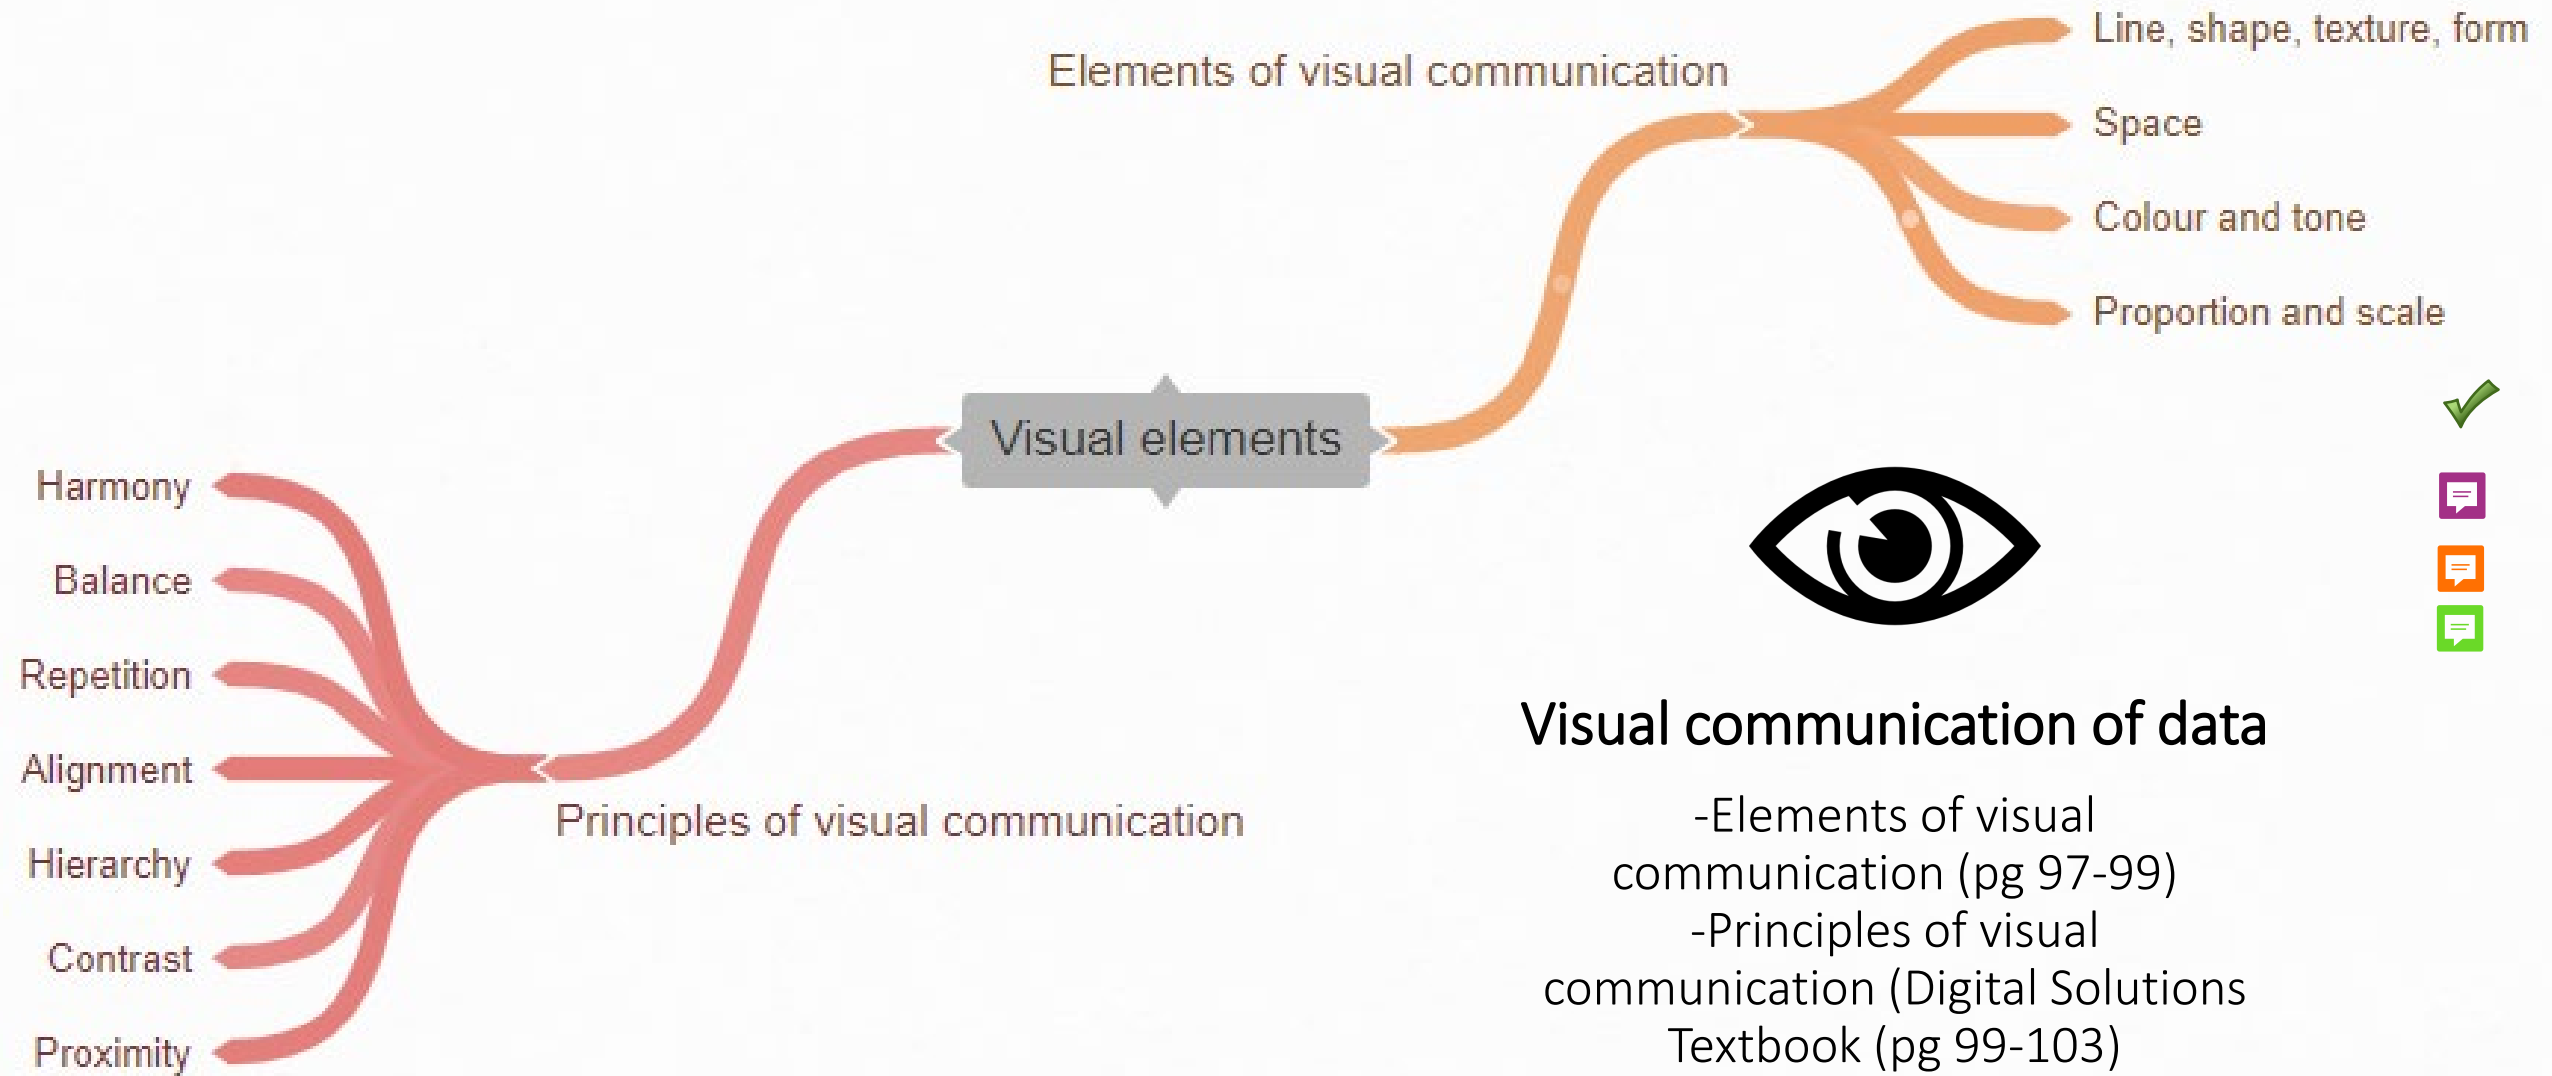 Line, shape, texture, form
Elements of visual communication
Space
Colour and tone
Proportion and scale
Visual elements
Harmony
Balance
Repetition
Alignment
Hierarchy
Contrast
Proximity
Principles of visual communication
Visual communication of data
-Elements of visual
communication (pg 97-99)
-Principles of visual
communication (Digital Solutions
Textbook (pg 99-103)